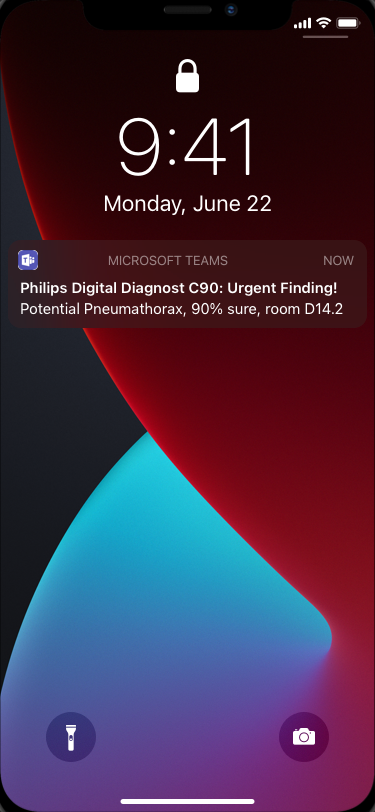 9:41
Monday, June 22
MICROSOFT TEAMS NOW
Philips Digital Diagnost C90: Urgent Finding!
Potential Pneumathorax, 90% sure, room D14.2